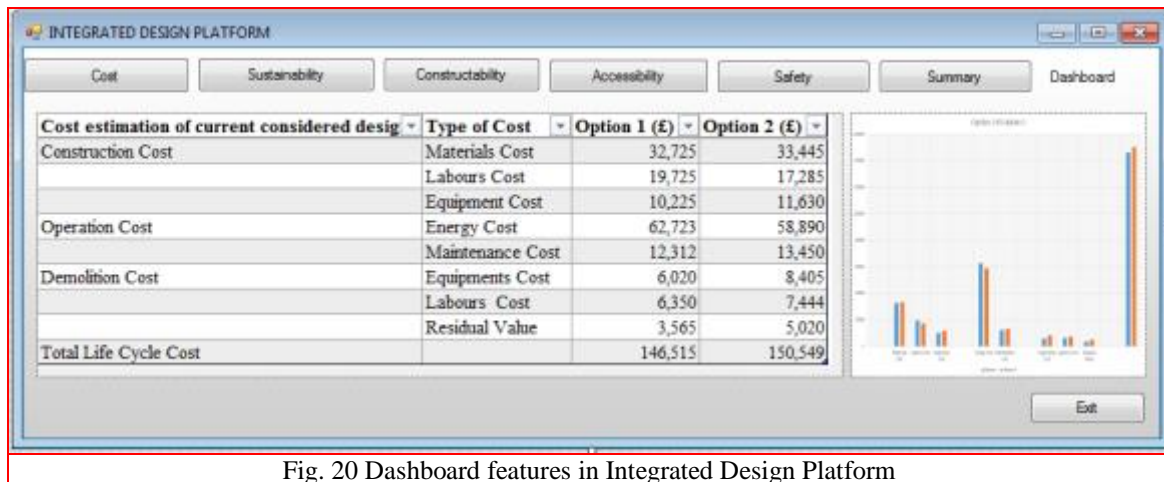 INTEGRATED DESIGN PLATFORM
Cost Sustainability Constructability Accessibility Safety Summary Dashboard
Cost estimation of current considered desig Type of Cost Option 1 (£) Option 2 (£)
Construction Cost Materials Cost 32,725 33,445
Labours Cost 19,725 17,285
Equipment Cost 10,225 11,630
Operation Cost Energy Cost 62,723 58,890
Maintenance Cost 12,312 13,450
Demolition Cost Equipments Cost 6,020 8,405
Labours Cost 6,350 7,444
Residual Value 3,565 5,020
Total Life Cycle Cost 146,515 150,549
Exit
Fig. 20 Dashboard features in Integrated Design Platform